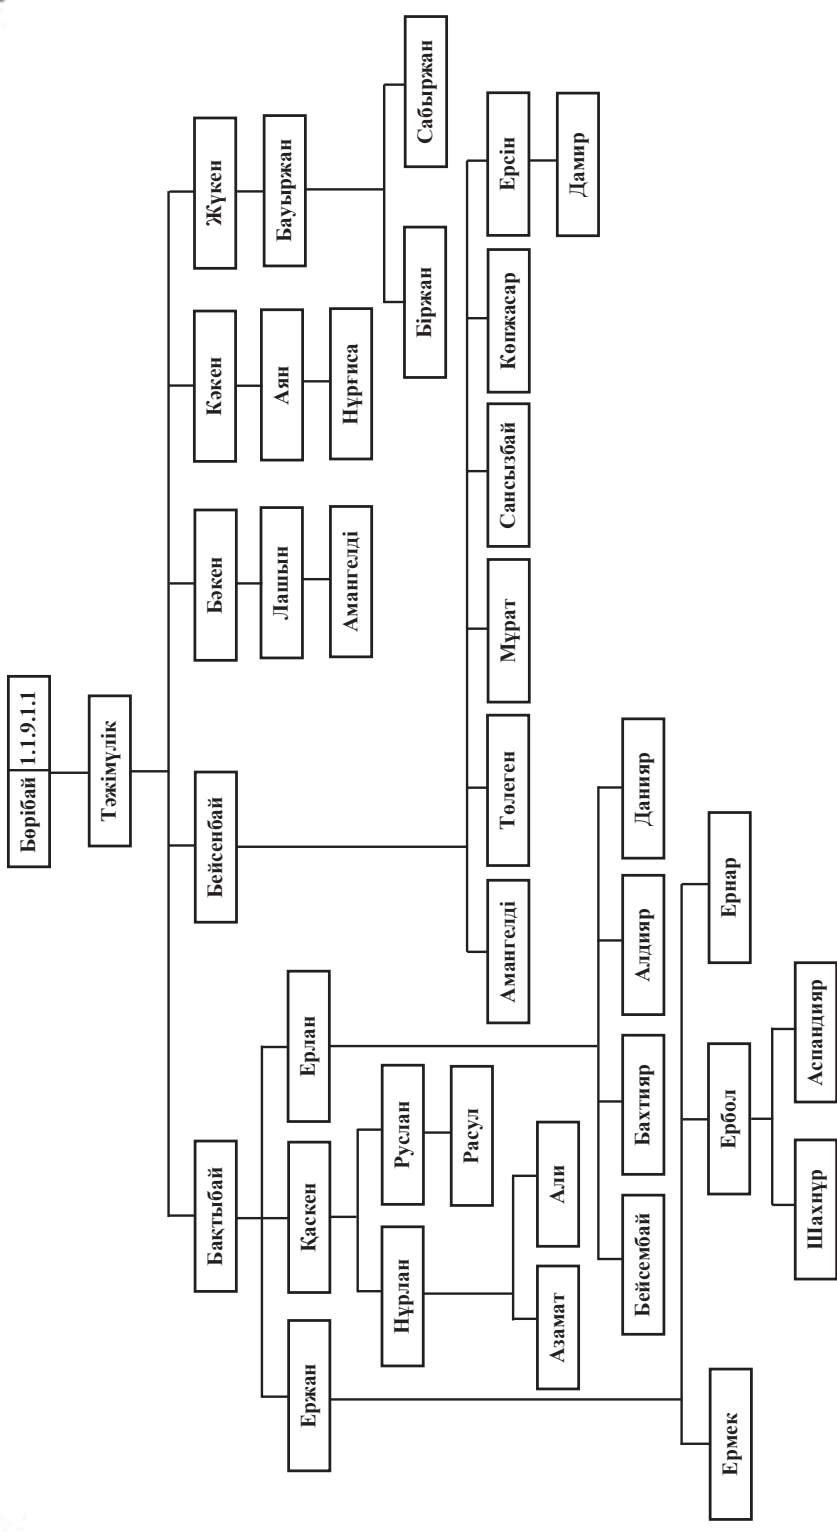 Бөрібай 1.1.9.1.1
Тәжімүлік
Бақтыбай
Бейсенбай
Бәкен
Кәкен
Жүкен
Ержан
Қаскен
Ерлан
Лашын
Аян
Бауыржан
Амангелді
Нұрғиса
Нұрлан
Руслан
Біржан
Сабыржан
Расул
Амангелді
Төлеген
Мұрат
Сансызбай
Көпжасар
Ерсін
Азамат
Али
Дамир
Бейсембай
Бахтияр
Алдияр
Данияр
Ермек
Ербол
Ернар
Шахнұр
Аспандияр